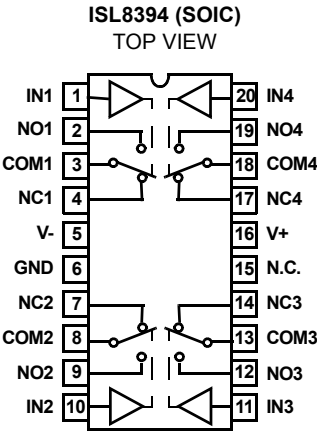 ISL8394 (SOIC)
TOP VIEW
IN1 1 20 IN4
NO1 2 19 NO4
COM1 3 18 COM4
NC1 4 17 NC4
V- 5 16 V+
GND 6 15 N.C.
NC2 7 14 NC3
COM2 8 13 COM3
NO2 9 12 NO3
IN2 10 11 IN3